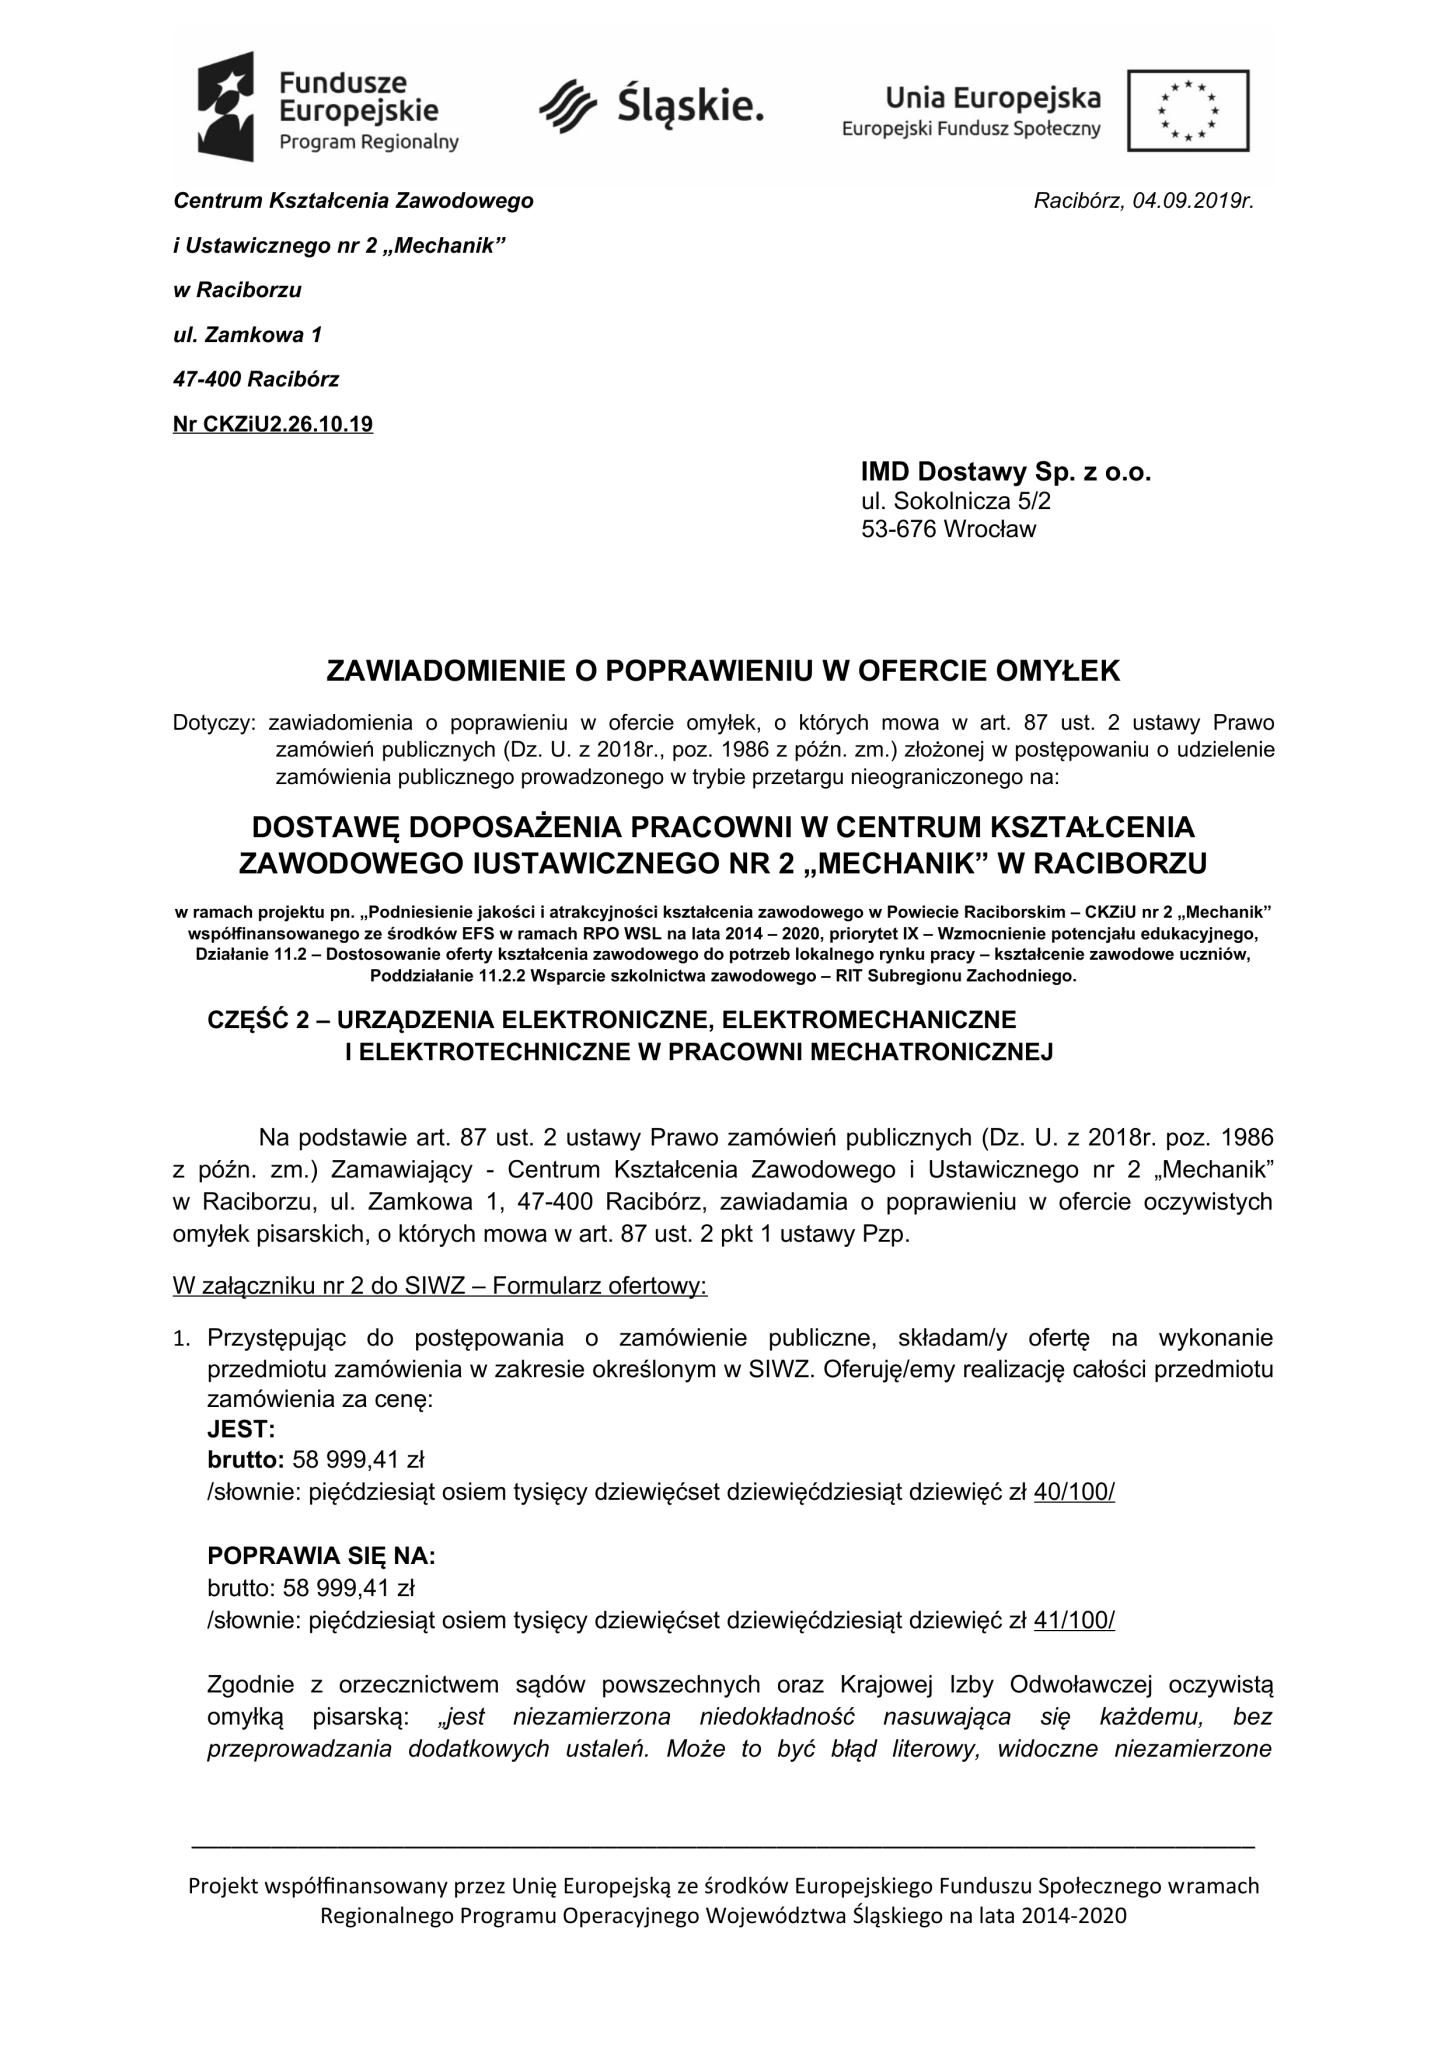 Fundusze
Europejskie
Program Regionalny
Śląskie.
Unia Europejska
Europejski Fundusz Społeczny
Centrum Kształcenia Zawodowego
Racibórz, 04.09.2019r.
i Ustawicznego nr 2 „Mechanik”
w Raciborzu
ul. Zamkowa 1
47-400 Racibórz
Nr CKZiU2.26.10.19
IMD Dostawy Sp. z o.o.
ul. Sokolnicza 5/2
53-676 Wrocław
ZAWIADOMIENIE O POPRAWIENIU W OFERCIE OMYŁEK
Dotyczy: zawiadomienia o poprawieniu w ofercie omyłek, o których mowa w art. 87 ust. 2 ustawy Prawo
zamówień publicznych (Dz. U. z 2018r., poz. 1986 z późn. zm.) złożonej w postępowaniu o udzielenie
zamówienia publicznego prowadzonego w trybie przetargu nieograniczonego na:
DOSTAWĘ DOPOSAŻENIA PRACOWNI W CENTRUM KSZTAŁCENIA
ZAWODOWEGO IUSTAWICZNEGO NR 2 „MECHANIK” W RACIBORZU
w ramach projektu pn. „Podniesienie jakości i atrakcyjności kształcenia zawodowego w Powiecie Raciborskim – CKZiU nr 2 „Mechanik”
współfinansowanego ze środków EFS w ramach RPO WSL na lata 2014 – 2020, priorytet IX – Wzmocnienie potencjału edukacyjnego,
Działanie 11.2 – Dostosowanie oferty kształcenia zawodowego do potrzeb lokalnego rynku pracy – kształcenie zawodowe uczniów,
Poddziałanie 11.2.2 Wsparcie szkolnictwa zawodowego – RIT Subregionu Zachodniego.
CZĘŚĆ 2 – URZĄDZENIA ELEKTRONICZNE, ELEKTROMECHANICZNE
I ELEKTROTECHNICZNE W PRACOWNI MECHATRONICZNEJ
Na podstawie art. 87 ust. 2 ustawy Prawo zamówień publicznych (Dz. U. z 2018r. poz. 1986
z późn. zm.) Zamawiający - Centrum Kształcenia Zawodowego i Ustawicznego nr 2 „Mechanik”
w Raciborzu, ul. Zamkowa 1, 47-400 Racibórz, zawiadamia o poprawieniu w ofercie oczywistych
omyłek pisarskich, o których mowa w art. 87 ust. 2 pkt 1 ustawy Pzp.
W załączniku nr 2 do SIWZ – Formularz ofertowy:
1. Przystępując do postępowania o zamówienie publiczne, składam/y ofertę na wykonanie
przedmiotu zamówienia w zakresie określonym w SIWZ. Oferuję/emy realizację całości przedmiotu
zamówienia za cenę:
JEST:
brutto: 58 999,41 zł
/słownie: pięćdziesiąt osiem tysięcy dziewięćset dziewięćdziesiąt dziewięć zł 40/100/
POPRAWIA SIĘ NA:
brutto: 58 999,41 zł
/słownie: pięćdziesiąt osiem tysięcy dziewięćset dziewięćdziesiąt dziewięć zł 41/100/
Zgodnie z orzecznictwem sądów powszechnych oraz Krajowej Izby Odwoławczej oczywistą
omyłką pisarską: „jest niezamierzona niedokładność nasuwająca się każdemu, bez
przeprowadzania dodatkowych ustaleń. Może to być błąd literowy, widoczne niezamierzone
Projekt współfinansowany przez Unię Europejską ze środków Europejskiego Funduszu Społecznego wramach
Regionalnego Programu Operacyjnego Województwa Śląskiego na lata 2014-2020